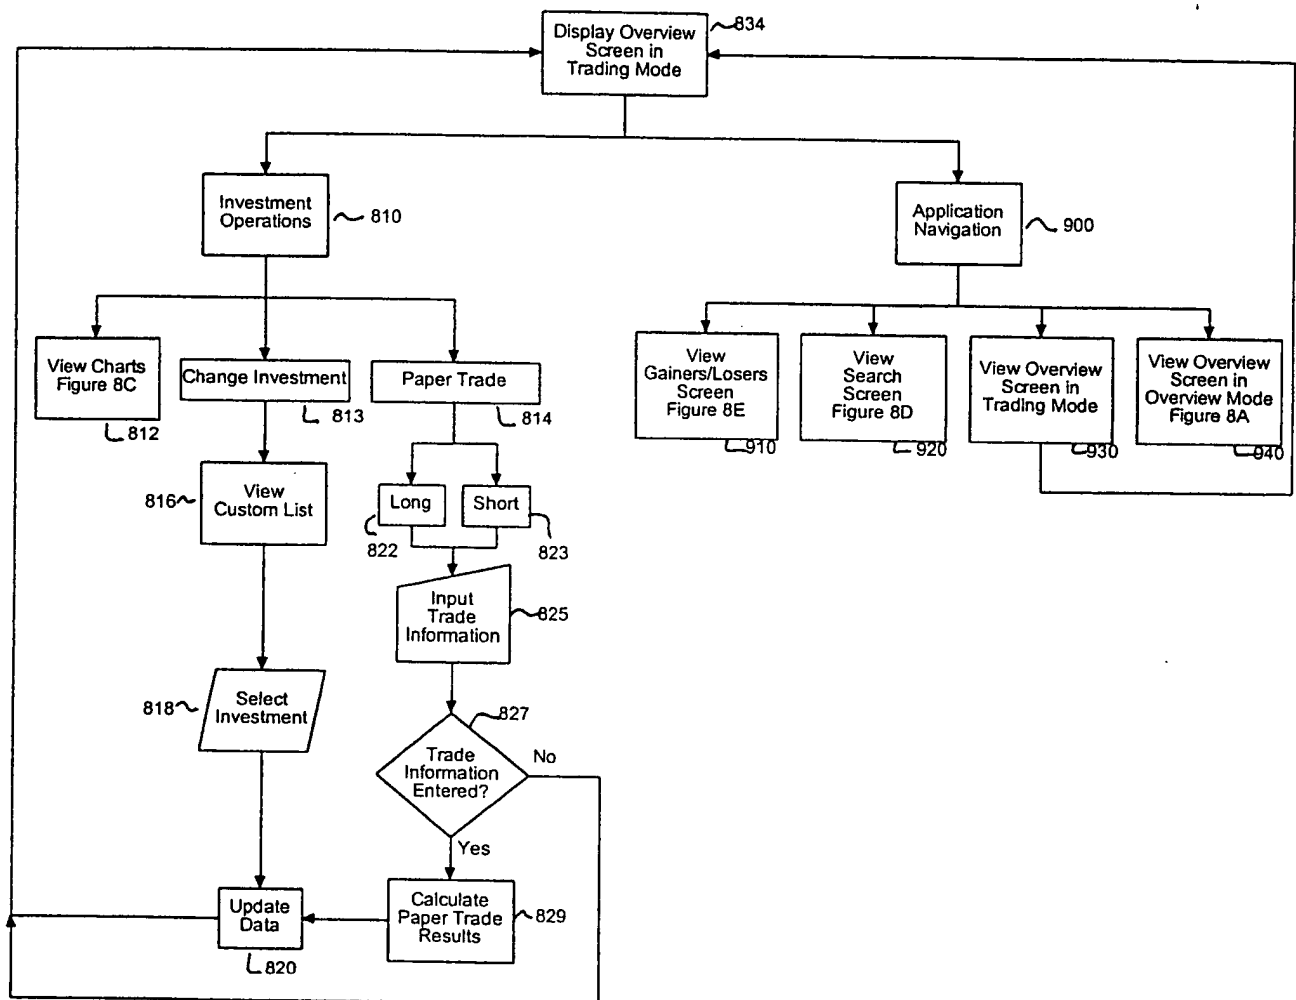 Display Overview
Screen in
Trading Mode
834
Investment
Operations
810
Application
Navigation
900
View Charts
Figure 8C
812
Change Investment
813
Paper Trade
814
View
Gainers/Losers
Screen
Figure 8E
910
View
Search
Screen
Figure 8D
920
View Overview
Screen in
Trading Mode
930
View Overview
Screen in
Overview Mode
Figure 8A
940
816
View
Custom List
Long
822
Short
823
Input
Trade
Information
825
818
Select
Investment
827
Trade
Information
Entered?
No
Yes
Update
Data
820
Calculate
Paper Trade
Results
829